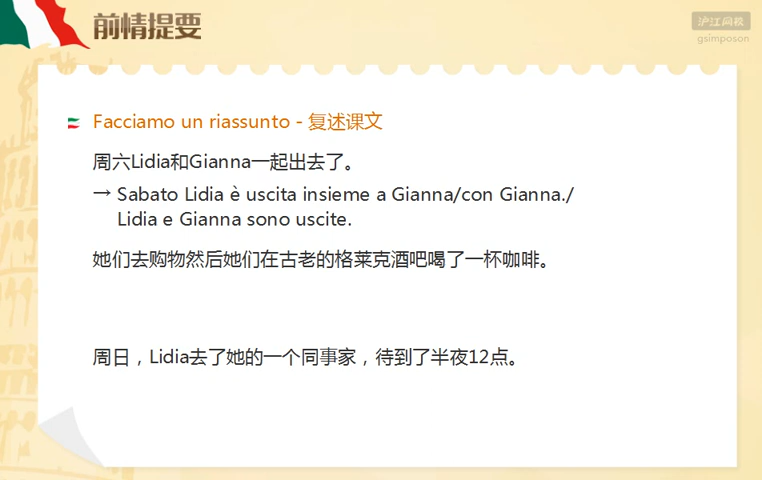 前情提要
沪江网校
gsimposon
Facciamo un riassunto - 复述课文
周六Lidia和Gianna一起出去了。
→ Sabato Lidia è uscita insieme a Gianna/con Gianna./
Lidia e Gianna sono uscite.
她们去购物然后她们在古老的格莱克酒吧喝了一杯咖啡。
周日，Lidia去了她的一个同事家，待到了半夜12点。